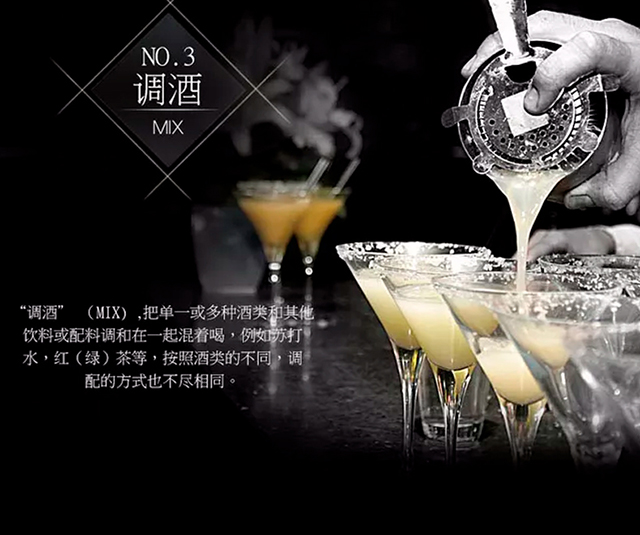 NO.3
调酒
MIX
“调酒” （MIX）,把单一或多种酒类和其他
饮料或配料调和在一起混着喝，例如苏打
水，红（绿）茶等，按照酒类的不同，调
配的方式也不尽相同。